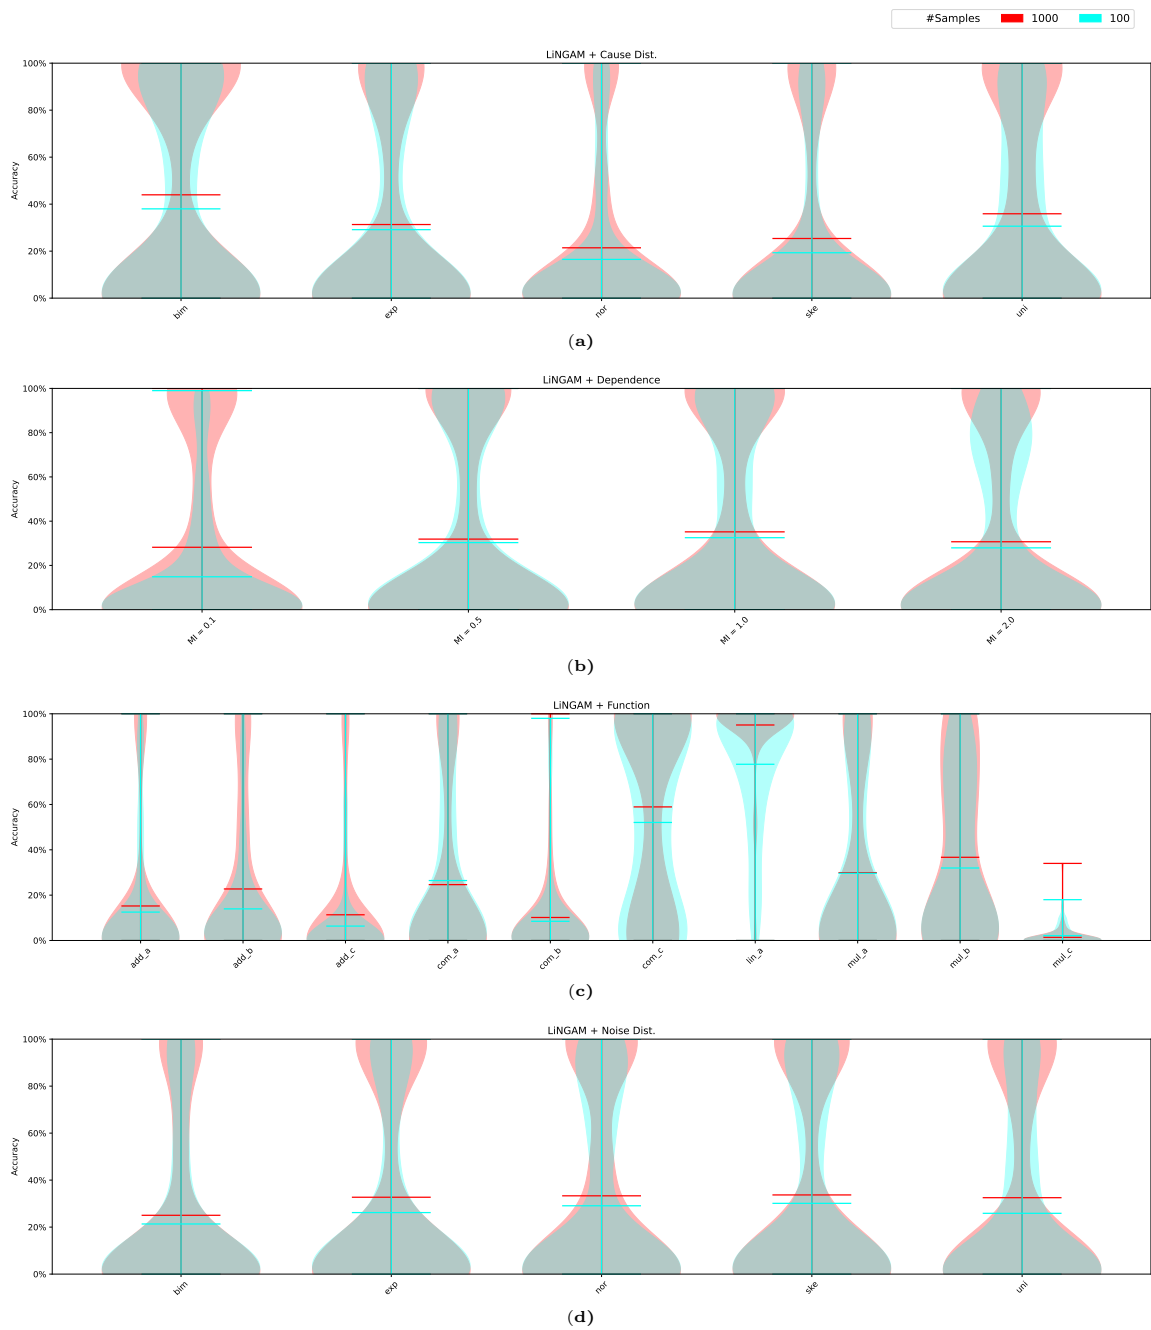 #Samples 1000 100
LiNGAM + Cause Dist.
100%
80%
60%
40%
20%
0%
Accuracy
bim exp nor ske uni
(a)
LiNGAM + Dependence
100%
80%
60%
40%
20%
0%
Accuracy
MI = 0.1 MI = 0.5 MI = 1.0 MI = 2.0
(b)
LiNGAM + Function
100%
80%
60%
40%
20%
0%
Accuracy
add_a add_b add_c com_a com_b com_c lin_a mul_a mul_b mul_c
(c)
LiNGAM + Noise Dist.
100%
80%
60%
40%
20%
0%
Accuracy
bim exp nor ske uni
(d)